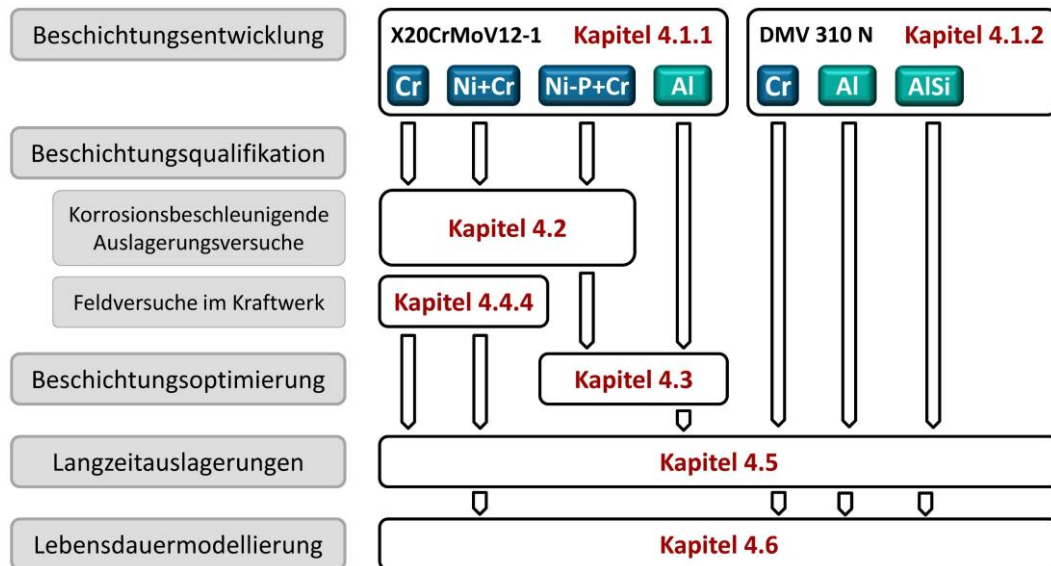 Beschichtungsentwicklung
X20CrMoV12-1 Kapitel 4.1.1
Cr Ni+Cr Ni-P+Cr Al
DMV 310 N Kapitel 4.1.2
Cr Al AlSi
Beschichtungsqualifikation
Korrosionsbeschleunigende
Auslagerungsversuche
Kapitel 4.2
Feldversuche im Kraftwerk
Kapitel 4.4.4
Beschichtungsoptimierung
Kapitel 4.3
Langzeitauslagerungen
Kapitel 4.5
Lebensdauermodellierung
Kapitel 4.6